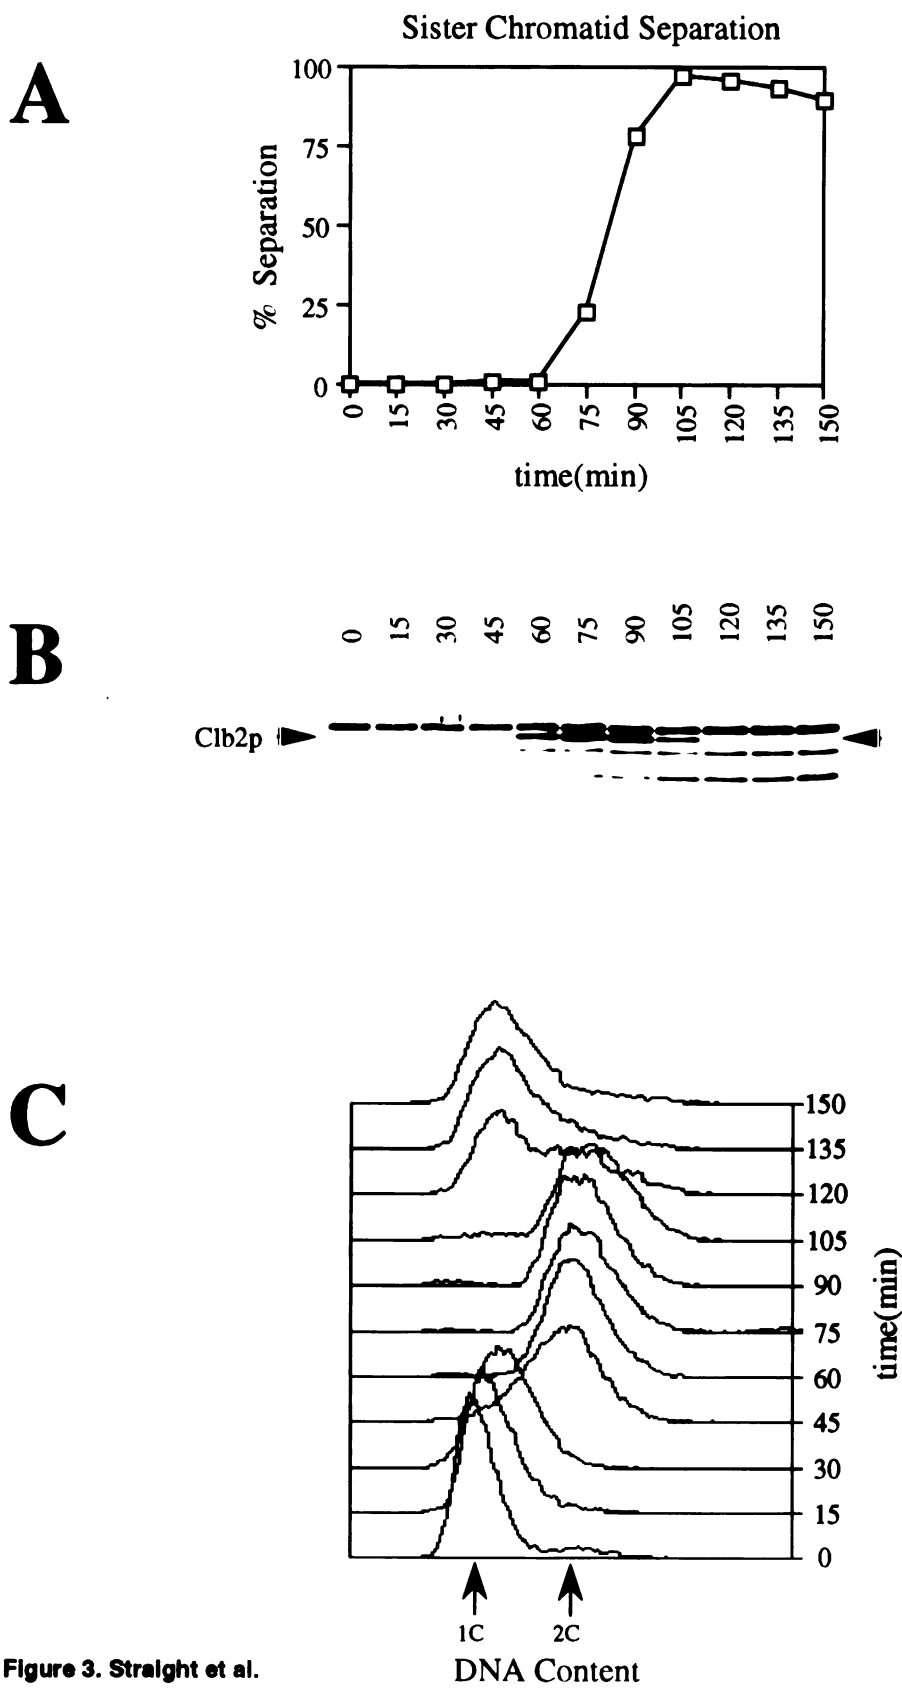 Sister Chromatid Separation
A
100
75
50
25
0
% Separation
0 15 30 45 60 75 90 105 120 135 150
time(min)
B
0 15 30 45 60 75 90 105 120 135 150
Clb2p
C
150
135
120
105
90
75
60
45
30
15
0
time(min)
1C 2C
DNA Content
Figure 3. Straight et al.